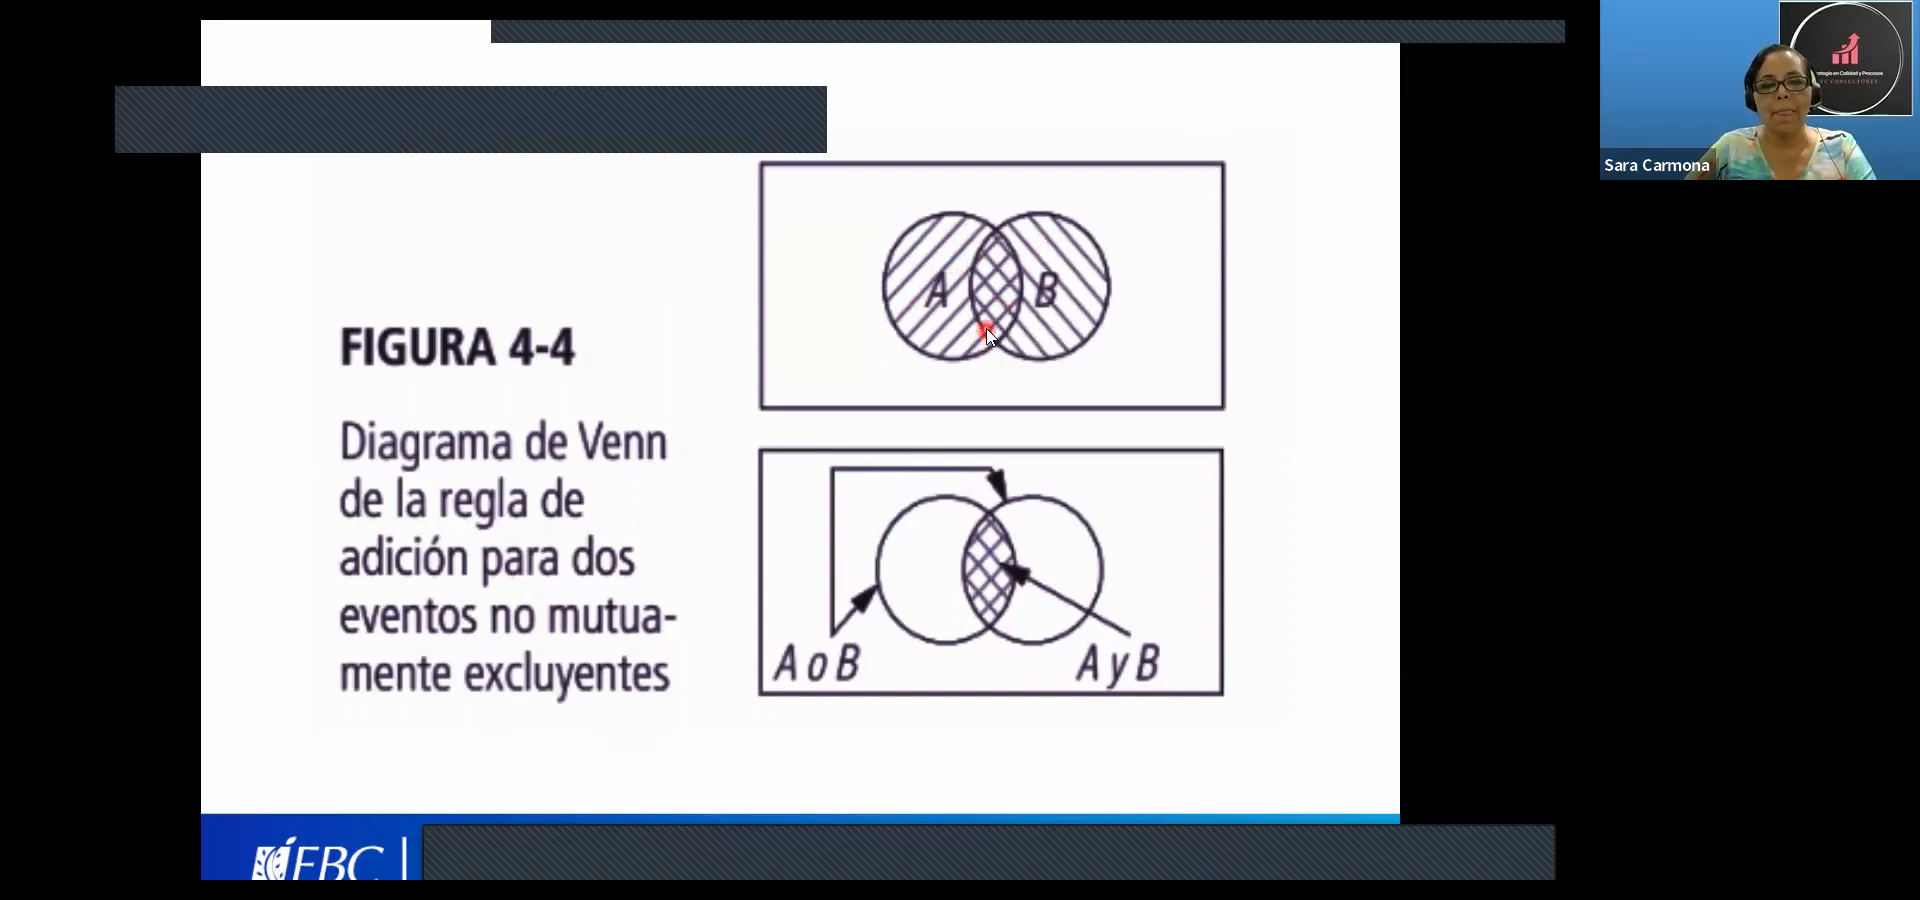 Sara Carmona
A
B
FIGURA 4-4
Diagrama de Venn
de la regla de
adición para dos
eventos no mutua-
mente excluyentes
A o B
A y B
EBC